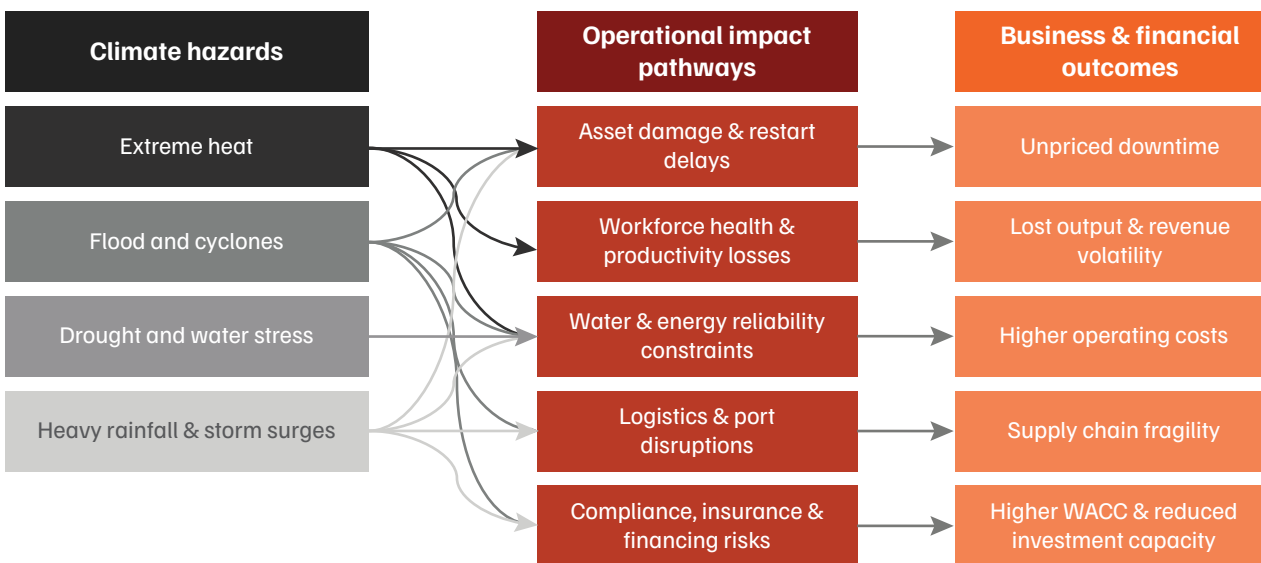 Climate hazards
Operational impact
pathways
Business & financial
outcomes
Extreme heat
Asset damage & restart
delays
Unpriced downtime
Flood and cyclones
Workforce health &
productivity losses
Lost output & revenue
volatility
Drought and water stress
Water & energy reliability
constraints
Higher operating costs
Heavy rainfall & storm surges
Logistics & port
disruptions
Supply chain fragility
Compliance, insurance &
financing risks
Higher WACC & reduced
investment capacity